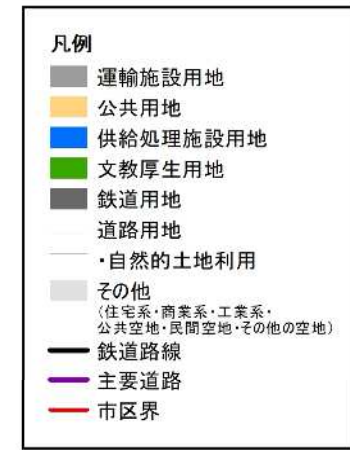 凡例
運輸施設用地
公共用地
供給処理施設用地
文教厚生用地
鉄道用地
道路用地
・自然的土地利用
その他
(住宅系・商業系・工業系・
公共空地・民間空地・その他の空地)
鉄道路線
主要道路
市区界